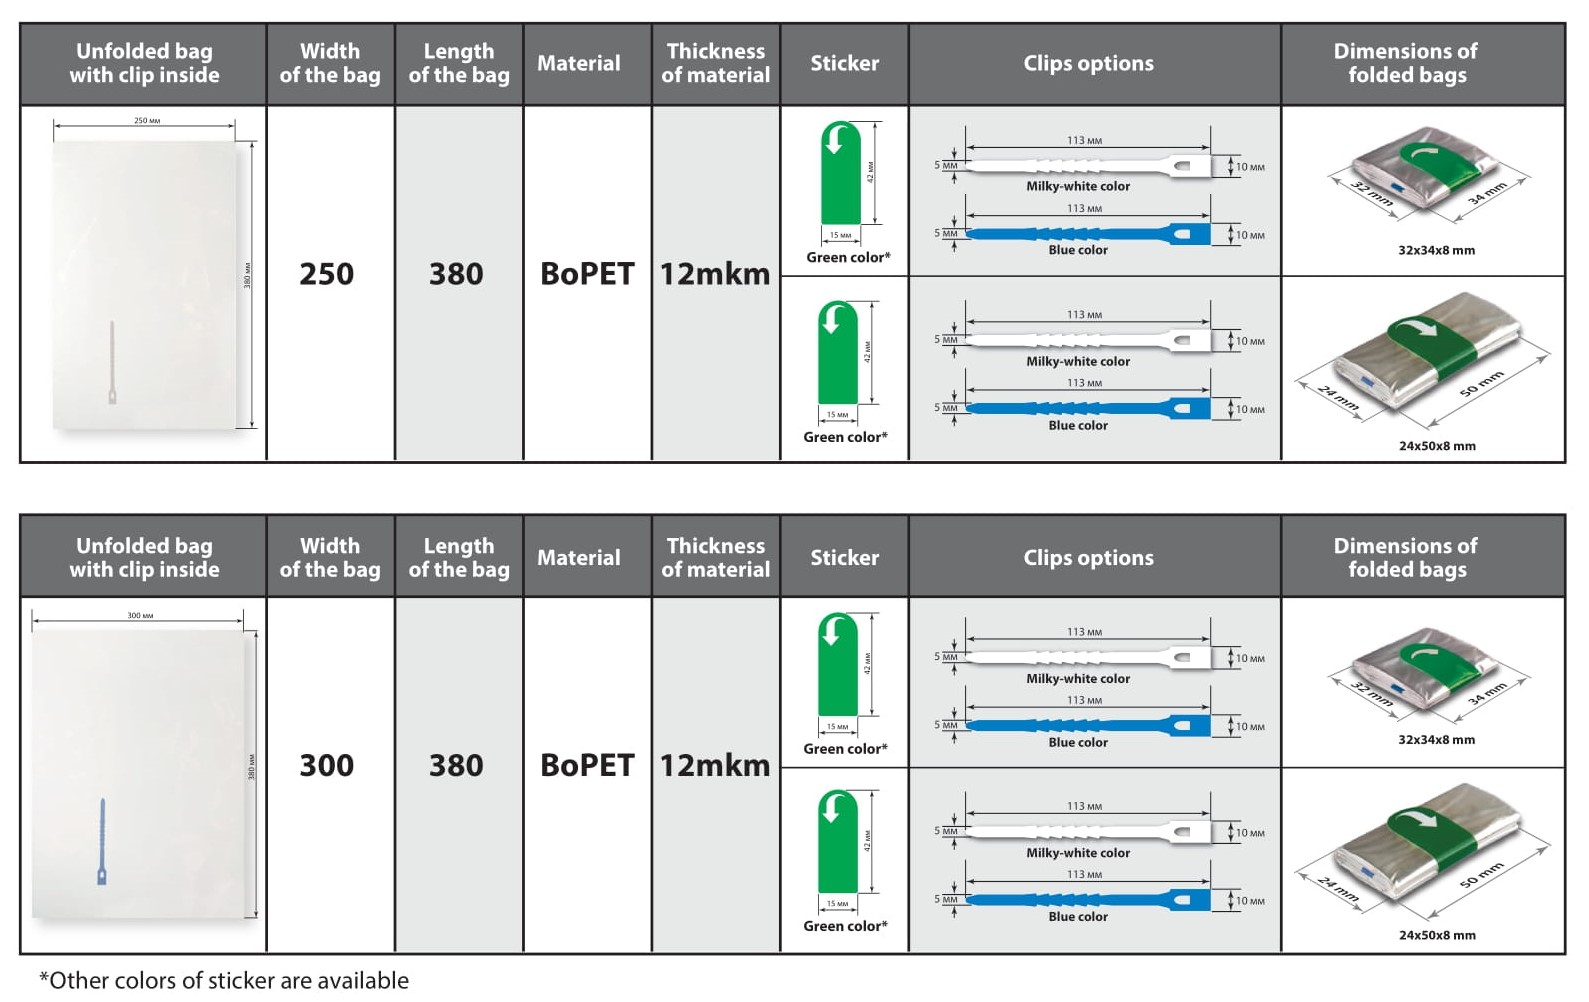 Unfolded bag
with clip inside
Width
of the bag
Length
of the bag
Material
Thickness
of material
Sticker
Clips options
Dimensions of
folded bags
250 мм
380 мм
250
380
BoPET
12mkm
42 мм
15 мм
Green color*
113 мм
5 мм
10 мм
Milky-white color
113 мм
5 мм
10 мм
Blue color
32 mm
34 mm
32x34x8 mm
42 мм
15 мм
Green color*
113 мм
5 мм
10 мм
Milky-white color
113 мм
5 мм
10 мм
Blue color
24 mm
50 mm
24x50x8 mm
Unfolded bag
with clip inside
Width
of the bag
Length
of the bag
Material
Thickness
of material
Sticker
Clips options
Dimensions of
folded bags
300 мм
380 мм
300
380
BoPET
12mkm
42 мм
15 мм
Green color*
113 мм
5 мм
10 мм
Milky-white color
113 мм
5 мм
10 мм
Blue color
32 mm
34 mm
32x34x8 mm
42 мм
15 мм
Green color*
113 мм
5 мм
10 мм
Milky-white color
113 мм
5 мм
10 мм
Blue color
24 mm
50 mm
24x50x8 mm
*Other colors of sticker are available